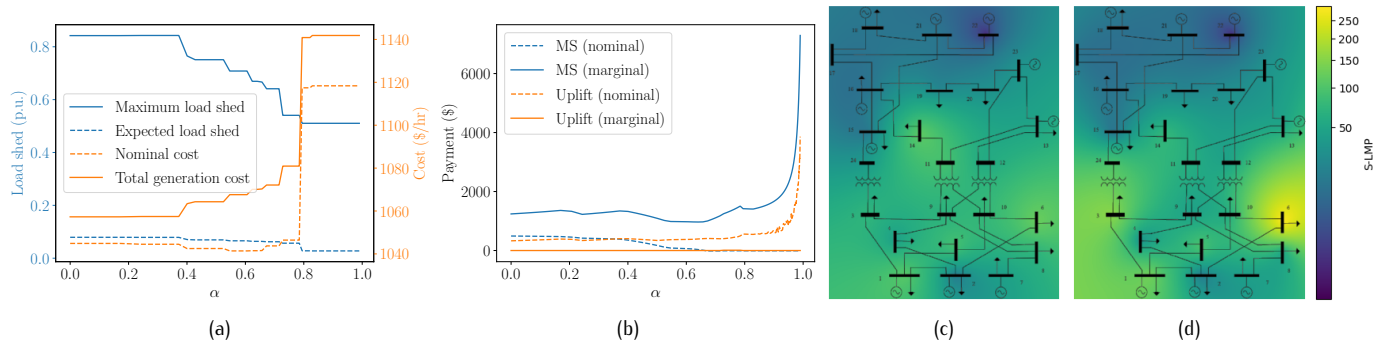 0.8
0.6
0.4
0.2
0.0
Load shed (p.u.)
Maximum load shed
Expected load shed
Nominal cost
Total generation cost
1140
1120
1100
1080
1060
1040
Cost ($/hr)
0.0 0.2 0.4 0.6 0.8 1.0
α
(a)
6000
4000
2000
0
Payment ($)
MS (nominal)
MS (marginal)
Uplift (nominal)
Uplift (marginal)
0.0 0.2 0.4 0.6 0.8 1.0
α
(b)
(c)
(d)
250
200
150
100
50
S-LMP